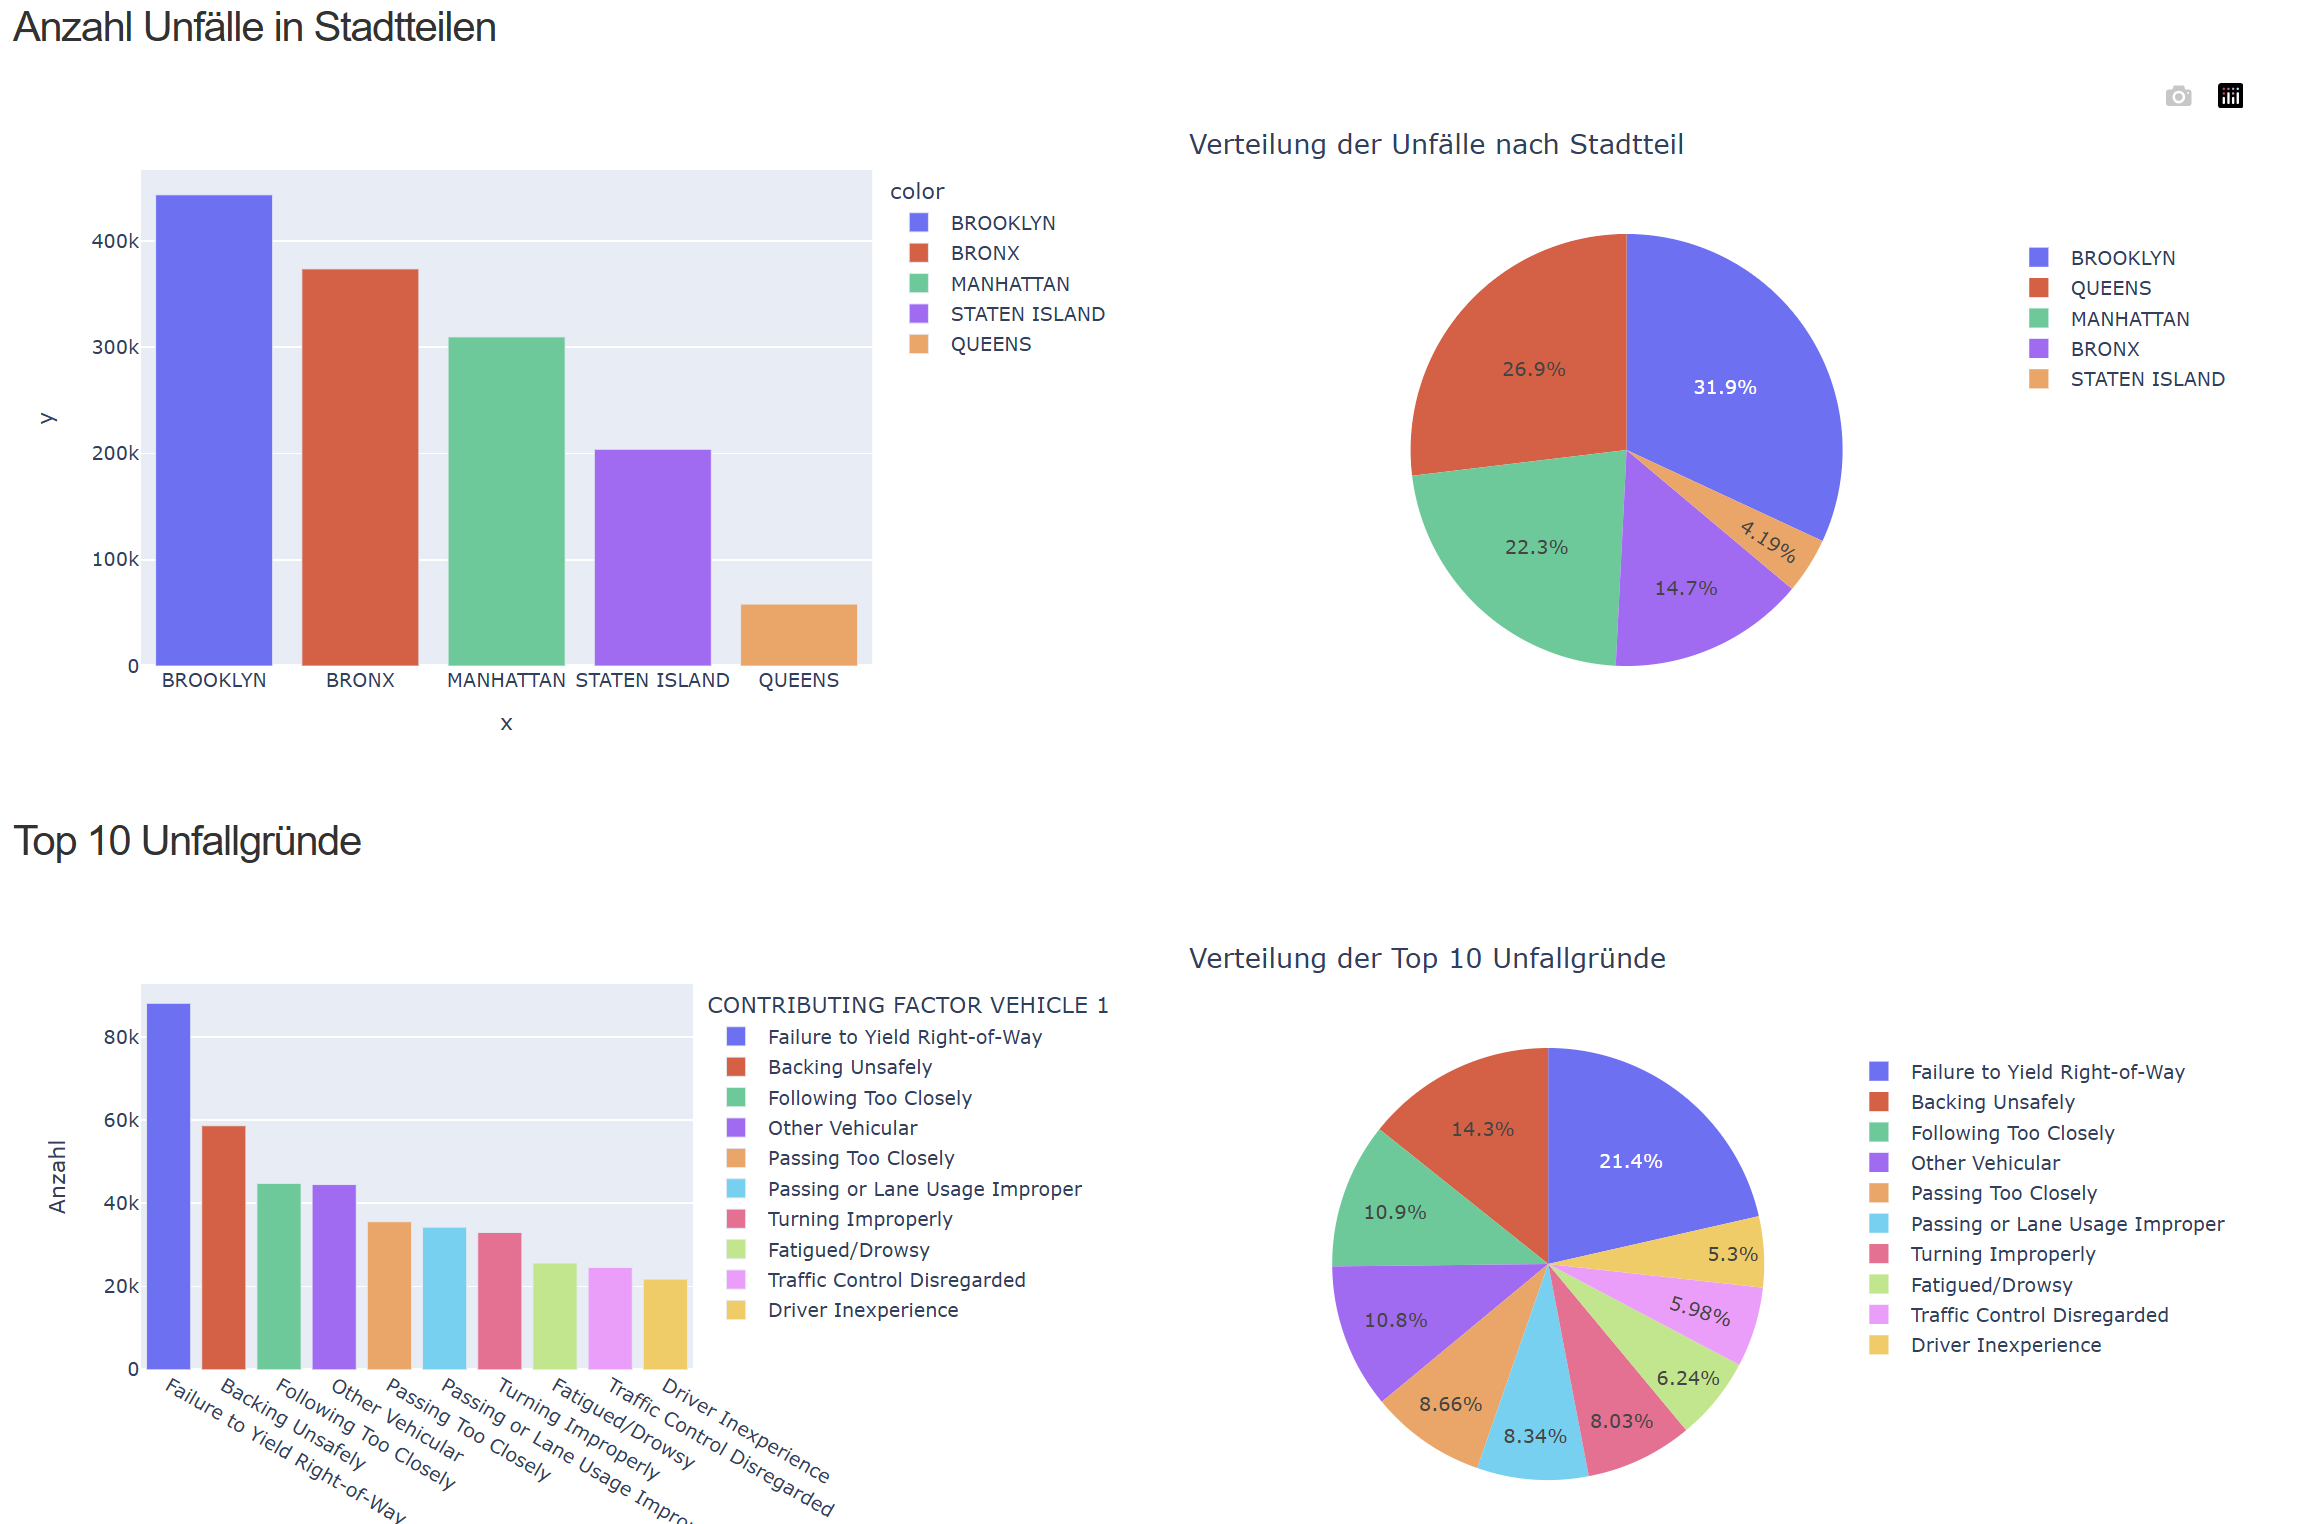 Anzahl Unfälle in Stadtteilen
400k
300k
200k
100k
0
y
BROOKLYN
BRONX
MANHATTAN
STATEN ISLAND
QUEENS
x
color
BROOKLYN
BRONX
MANHATTAN
STATEN ISLAND
QUEENS
Verteilung der Unfälle nach Stadtteil
31.9%
26.9%
22.3%
14.7%
4.19%
BROOKLYN
QUEENS
MANHATTAN
BRONX
STATEN ISLAND
Top 10 Unfallgründe
80k
60k
40k
20k
0
Anzahl
Failure to Yield Right-of-Way
Backing Unsafely
Following Too Closely
Other Vehicular
Passing Too Closely
Passing or Lane Usage
Turning Improperly
Fatigued/Drowsy
Traffic Control Disregarded
Driver Inexperience
CONTRIBUTING FACTOR VEHICLE 1
Failure to Yield Right-of-Way
Backing Unsafely
Following Too Closely
Other Vehicular
Passing Too Closely
Passing or Lane Usage Improper
Turning Improperly
Fatigued/Drowsy
Traffic Control Disregarded
Driver Inexperience
Verteilung der Top 10 Unfallgründe
21.4%
14.3%
10.9%
10.8%
8.66%
8.34%
8.03%
6.24%
5.98%
5.3%
Failure to Yield Right-of-Way
Backing Unsafely
Following Too Closely
Other Vehicular
Passing Too Closely
Passing or Lane Usage Improper
Turning Improperly
Fatigued/Drowsy
Traffic Control Disregarded
Driver Inexperience